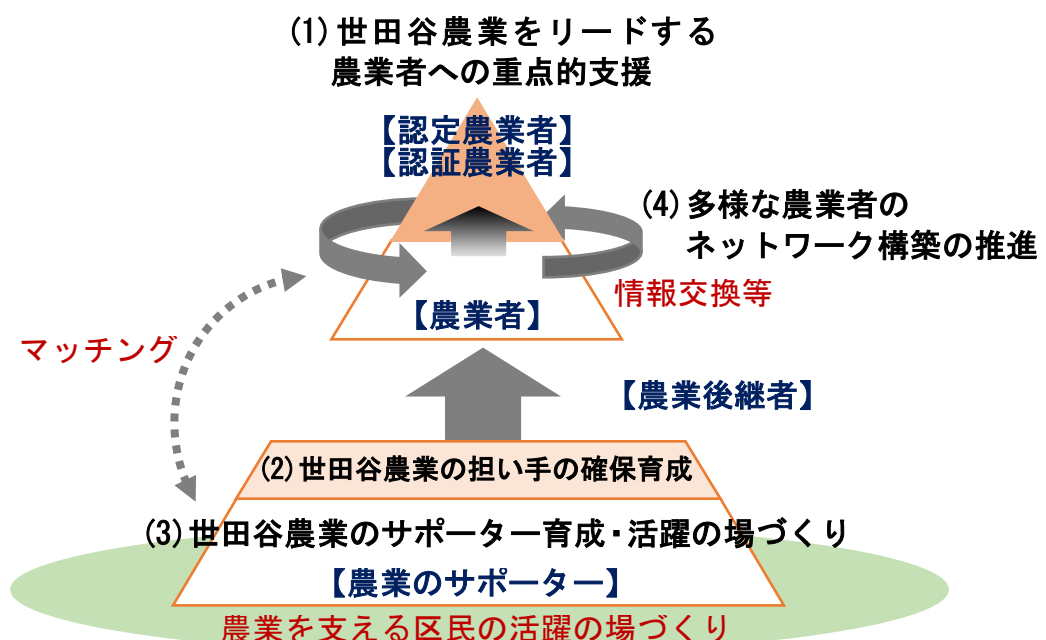 (1)世田谷農業をリードする
農業者への重点的支援
【認定農業者】
【認証農業者】
(4)多様な農業者の
ネットワーク構築の推進
情報交換等
【農業者】
マッチング
【農業後継者】
(2)世田谷農業の担い手の確保育成
(3)世田谷農業のサポーター育成・活躍の場づくり
【農業のサポーター】
農業を支える区民の活躍の場づくり